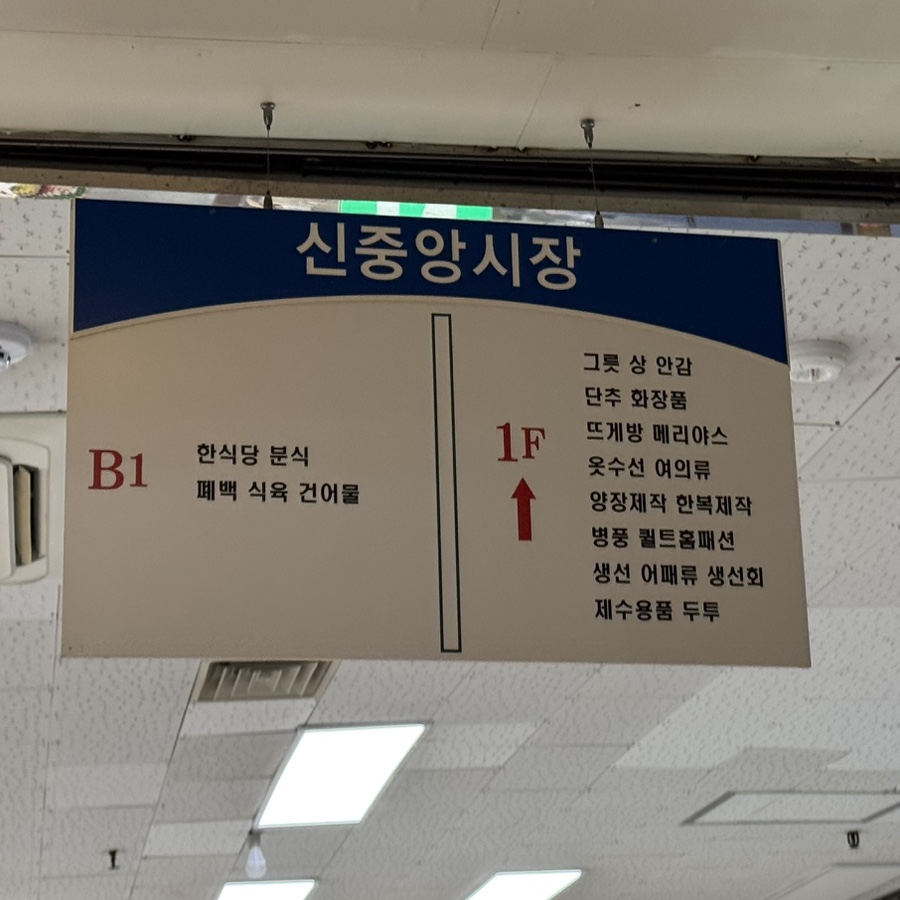 신중앙시장
B1
한식당 분식
폐백 식육 건어물
1F
그릇 상 안감
단추 화장품
뜨게방 메리야스
옷수선 여의류
양장제작 한복제작
병풍 퀼트홈패션
생선 어패류 생선회
제수용품 두투